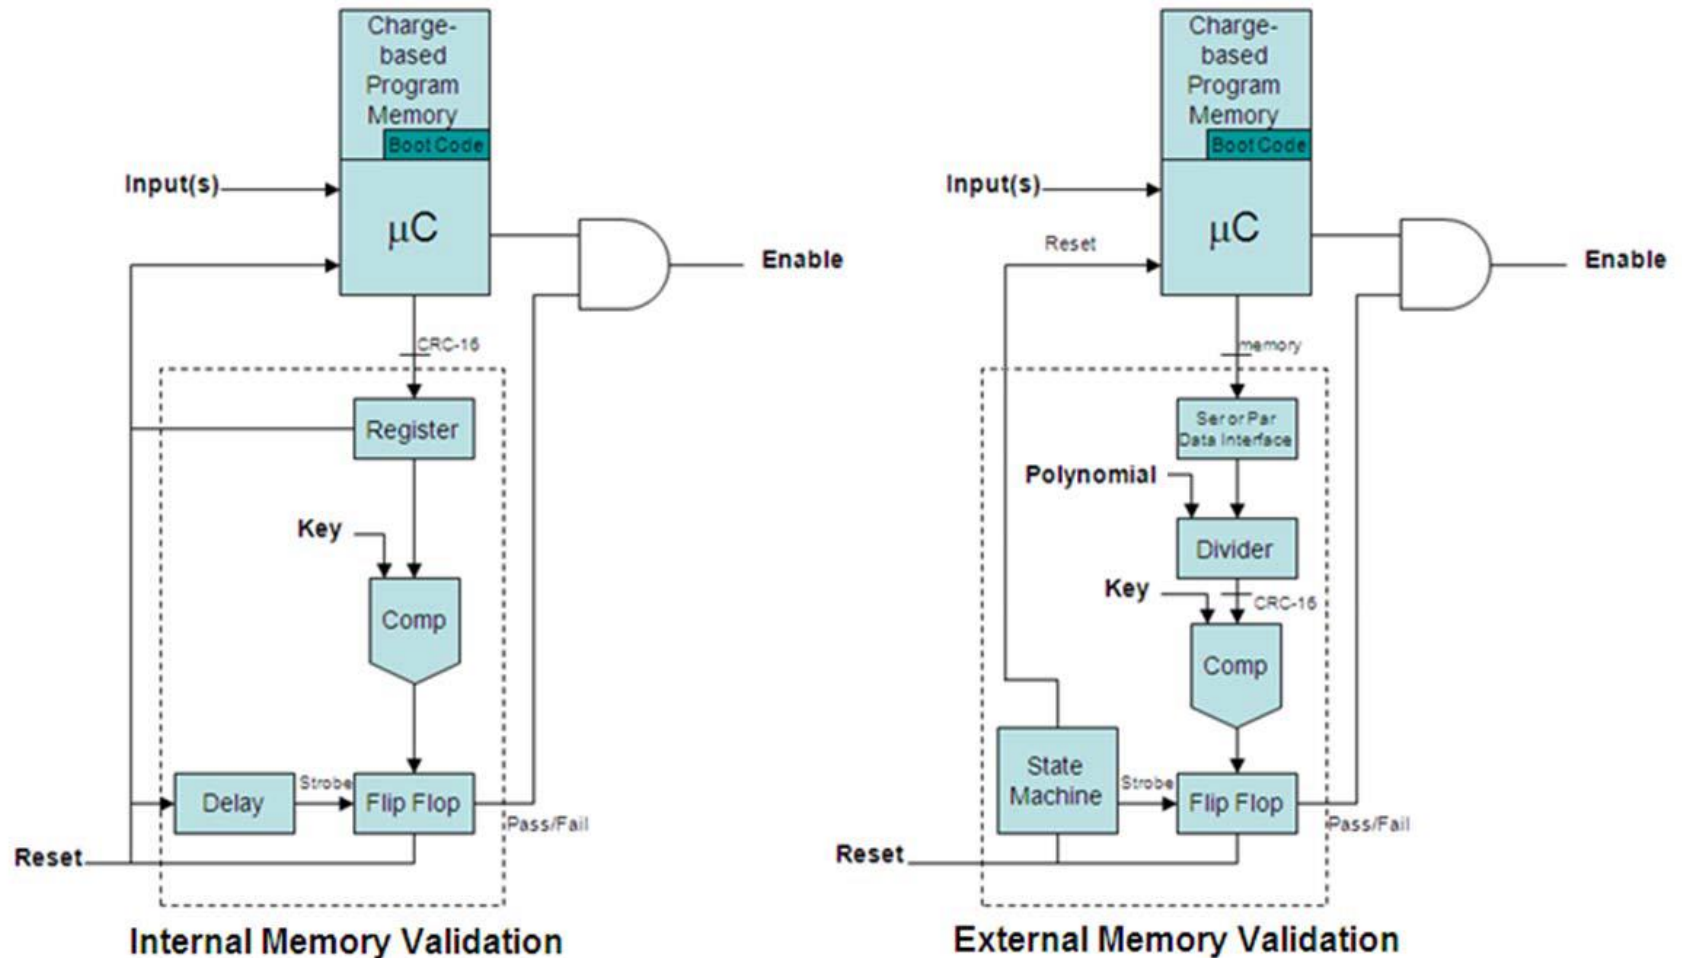 Charge-
based
Program
Memory
Boot Code
Input(s)
μC
Enable
CRC-16
Register
Key
Comp
Delay
Strobe
Flip Flop
Pass/Fail
Reset
Internal Memory Validation
Charge-
based
Program
Memory
Boot Code
Input(s)
μC
Reset
Enable
memory
Ser or Par
Data Interface
Polynomial
Divider
Key
CRC-16
Comp
State
Machine
Strobe
Flip Flop
Pass/Fail
Reset
External Memory Validation